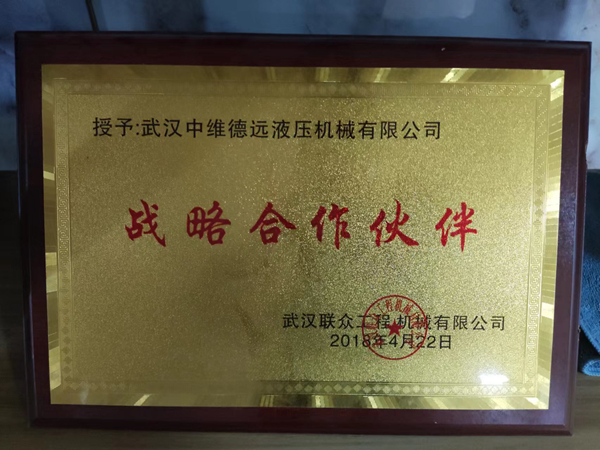 授予:武汉中维德远液压机械有限公司
战略合作伙伴
武汉联众工程机械有限公司
2018年4月22日